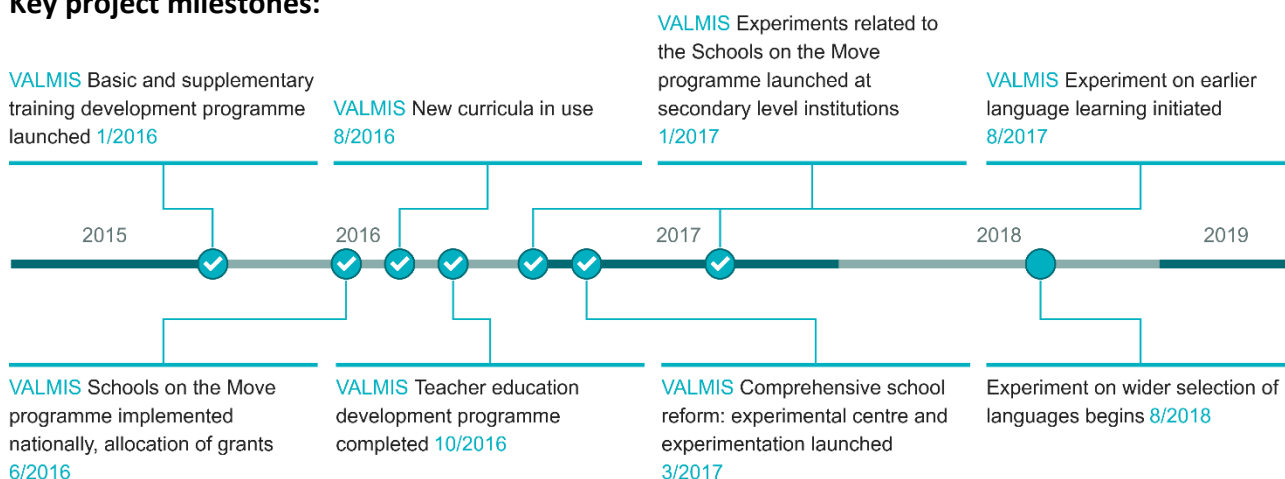 Key project milestones:
VALMIS Basic and supplementary
training development programme
launched 1/2016
VALMIS New curricula in use
8/2016
VALMIS Experiments related to
the Schools on the Move
programme launched at
secondary level institutions
1/2017
VALMIS Experiment on earlier
language learning initiated
8/2017
2015
2016
2017
2018
2019
VALMIS Schools on the Move
programme implemented
nationally, allocation of grants
6/2016
VALMIS Teacher education
development programme
completed 10/2016
VALMIS Comprehensive school
reform: experimental centre and
experimentation launched
3/2017
Experiment on wider selection of
languages begins 8/2018